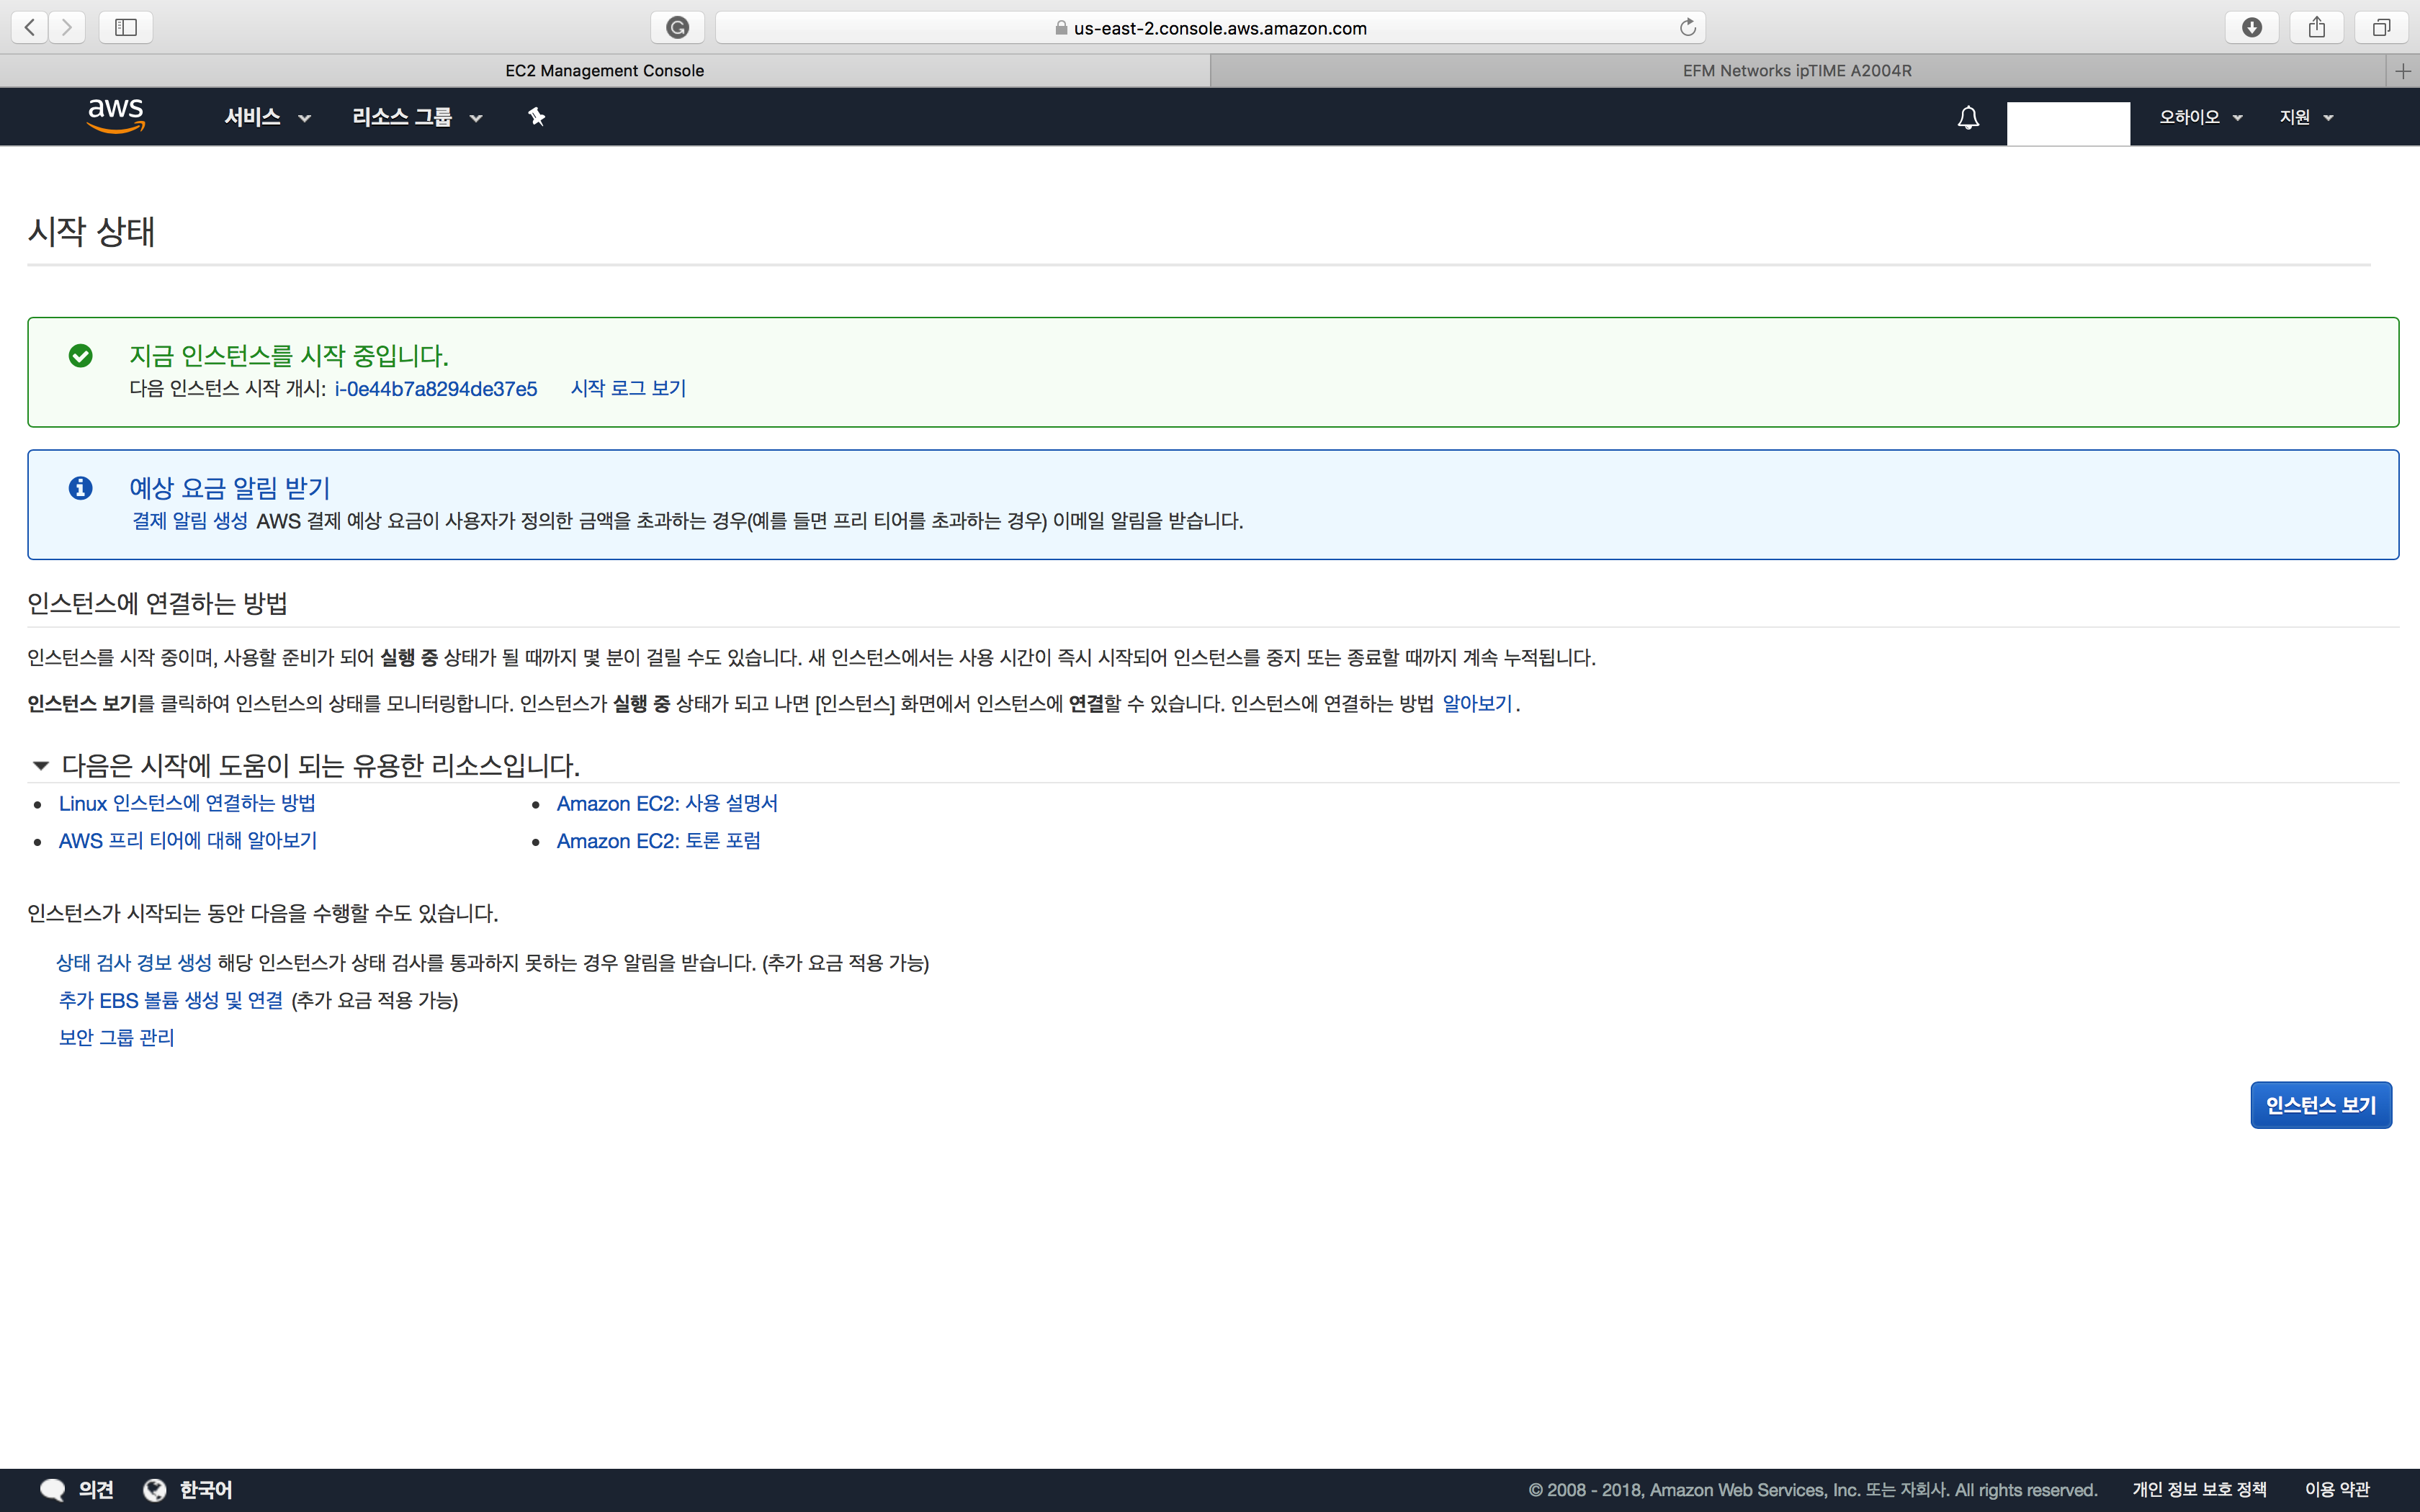 us-east-2.console.aws.amazon.com
EC2 Management Console
EFM Networks ipTIME A2004R
aws 서비스 리소스 그룹 오하이오 지원
시작 상태
지금 인스턴스를 시작 중입니다.
다음 인스턴스 시작 개시: i-0e44b7a8294de37e5 시작 로그 보기
예상 요금 알림 받기
결제 알림 생성 AWS 결제 예상 요금이 사용자가 정의한 금액을 초과하는 경우(예를 들면 프리 티어를 초과하는 경우) 이메일 알림을 받습니다.
인스턴스에 연결하는 방법
인스턴스를 시작 중이며, 사용할 준비가 되어 실행 중 상태가 될 때까지 몇 분이 걸릴 수도 있습니다. 새 인스턴스에서는 사용 시간이 즉시 시작되어 인스턴스를 중지 또는 종료할 때까지 계속 누적됩니다.
인스턴스 보기를 클릭하여 인스턴스의 상태를 모니터링합니다. 인스턴스가 실행 중 상태가 되고 나면 [인스턴스] 화면에서 인스턴스에 연결할 수 있습니다. 인스턴스에 연결하는 방법 알아보기.
다음은 시작에 도움이 되는 유용한 리소스입니다.
• Linux 인스턴스에 연결하는 방법 • Amazon EC2: 사용 설명서
• AWS 프리 티어에 대해 알아보기 • Amazon EC2: 토론 포럼
인스턴스가 시작되는 동안 다음을 수행할 수도 있습니다.
상태 검사 경보 생성 해당 인스턴스가 상태 검사를 통과하지 못하는 경우 알림을 받습니다. (추가 요금 적용 가능)
추가 EBS 볼륨 생성 및 연결 (추가 요금 적용 가능)
보안 그룹 관리
인스턴스 보기
의견 한국어 © 2008 - 2018, Amazon Web Services, Inc. 또는 자회사. All rights reserved. 개인 정보 보호 정책 이용 약관